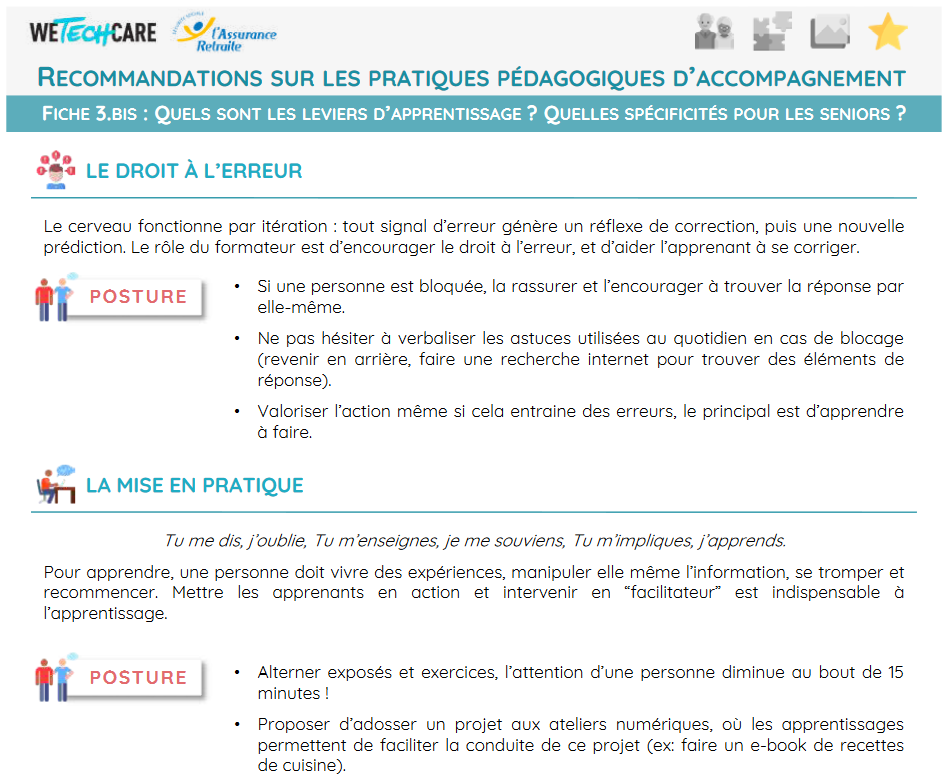 WETECHCARE
SÉCURITÉ SOCIALE
l'Assurance
Retraite
RECOMMANDATIONS SUR LES PRATIQUES PÉDAGOGIQUES D'ACCOMPAGNEMENT
FICHE 3.BIS : QUELS SONT LES LEVIERS D'APPRENTISSAGE ? QUELLES SPÉCIFICITÉS POUR LES SENIORS ?
LE DROIT À L'ERREUR
Le cerveau fonctionne par itération : tout signal d'erreur génère un réflexe de correction, puis une nouvelle
prédiction. Le rôle du formateur est d'encourager le droit à l'erreur, et d'aider l'apprenant à se corriger.
POSTURE
• Si une personne est bloquée, la rassurer et l'encourager à trouver la réponse par
elle-même.
• Ne pas hésiter à verbaliser les astuces utilisées au quotidien en cas de blocage
(revenir en arrière, faire une recherche internet pour trouver des éléments de
réponse).
• Valoriser l'action même si cela entraine des erreurs, le principal est d'apprendre
à faire.
LA MISE EN PRATIQUE
Tu me dis, j'oublie, Tu m'enseignes, je me souviens, Tu m'impliques, j'apprends.
Pour apprendre, une personne doit vivre des expériences, manipuler elle même l'information, se tromper et
recommencer. Mettre les apprenants en action et intervenir en “facilitateur” est indispensable à
l'apprentissage.
POSTURE
• Alterner exposés et exercices, l'attention d'une personne diminue au bout de 15
minutes !
• Proposer d'adosser un projet aux ateliers numériques, où les apprentissages
permettent de faciliter la conduite de ce projet (ex: faire un e-book de recettes
de cuisine).